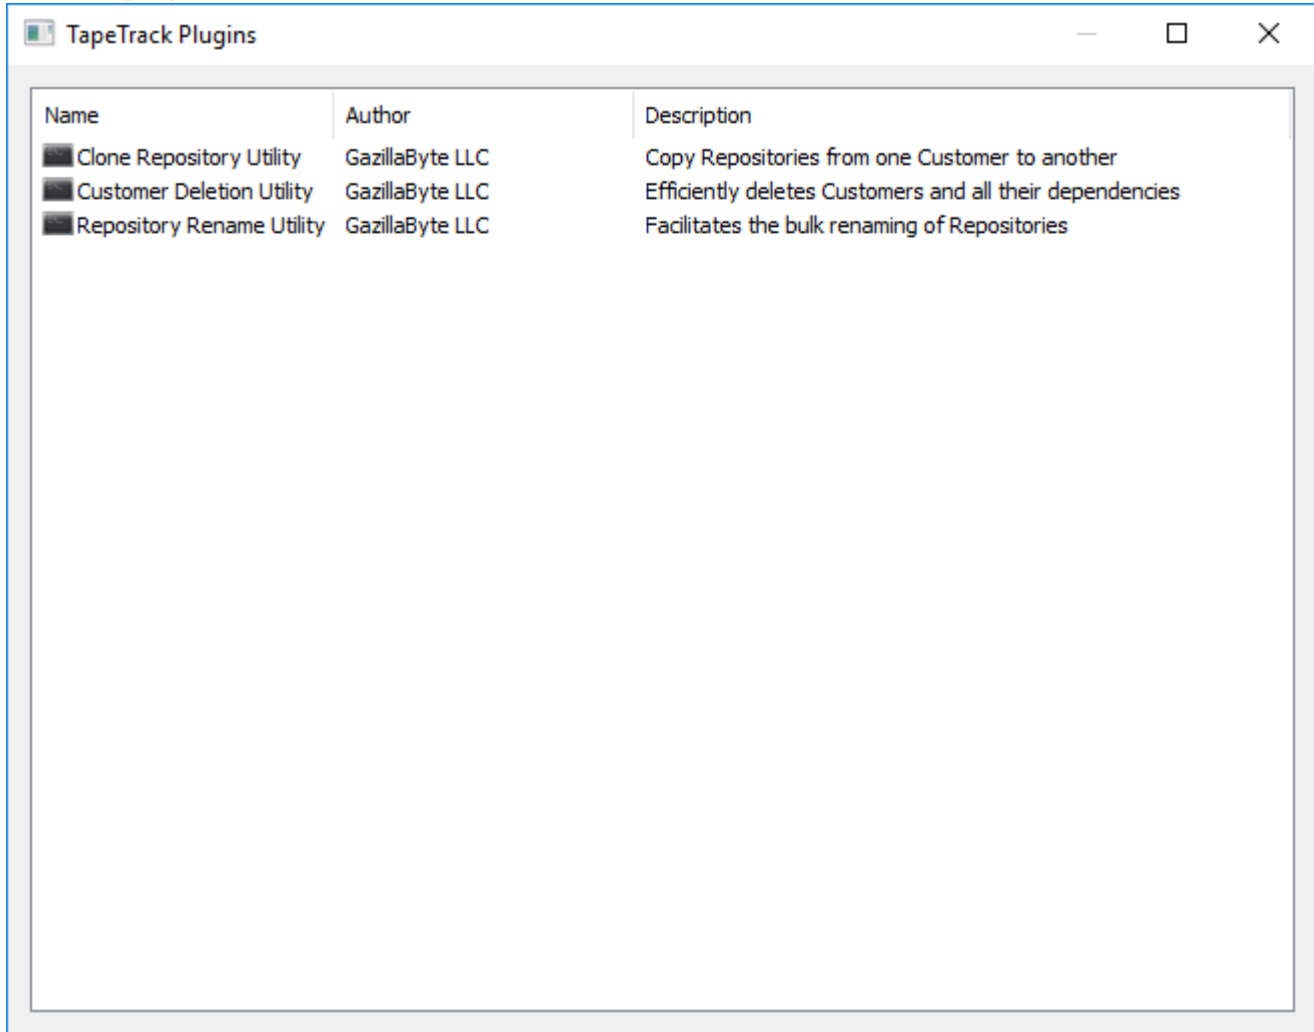 TapeTrack Plugins
Name Author Description
Clone Repository Utility GazillaByte LLC Copy Repositories from one Customer to another
Customer Deletion Utility GazillaByte LLC Efficiently deletes Customers and all their dependencies
Repository Rename Utility GazillaByte LLC Facilitates the bulk renaming of Repositories